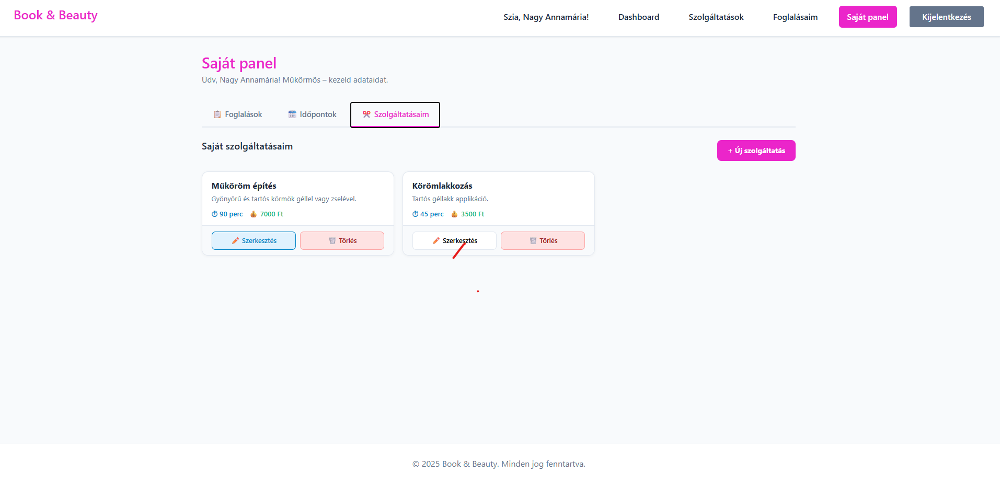 Book & Beauty
Szia, Nagy Annamária! Dashboard Szolgáltatások Foglalásaim Saját panel Kijelentkezés
Saját panel
Üdv, Nagy Annamária! Műkörmös – kezeld adataidat.
Foglalások Időpontok Szolgáltatásaim
Saját szolgáltatásaim
+ Új szolgáltatás
Műköröm építés
Gyönyörű és tartós körmök géllel vagy zselével.
90 perc 7000 Ft
Szerkesztés Törlés
Körömlakkozás
Tartós géllakk applikáció.
45 perc 3500 Ft
Szerkesztés Törlés
© 2025 Book & Beauty. Minden jog fenntartva.